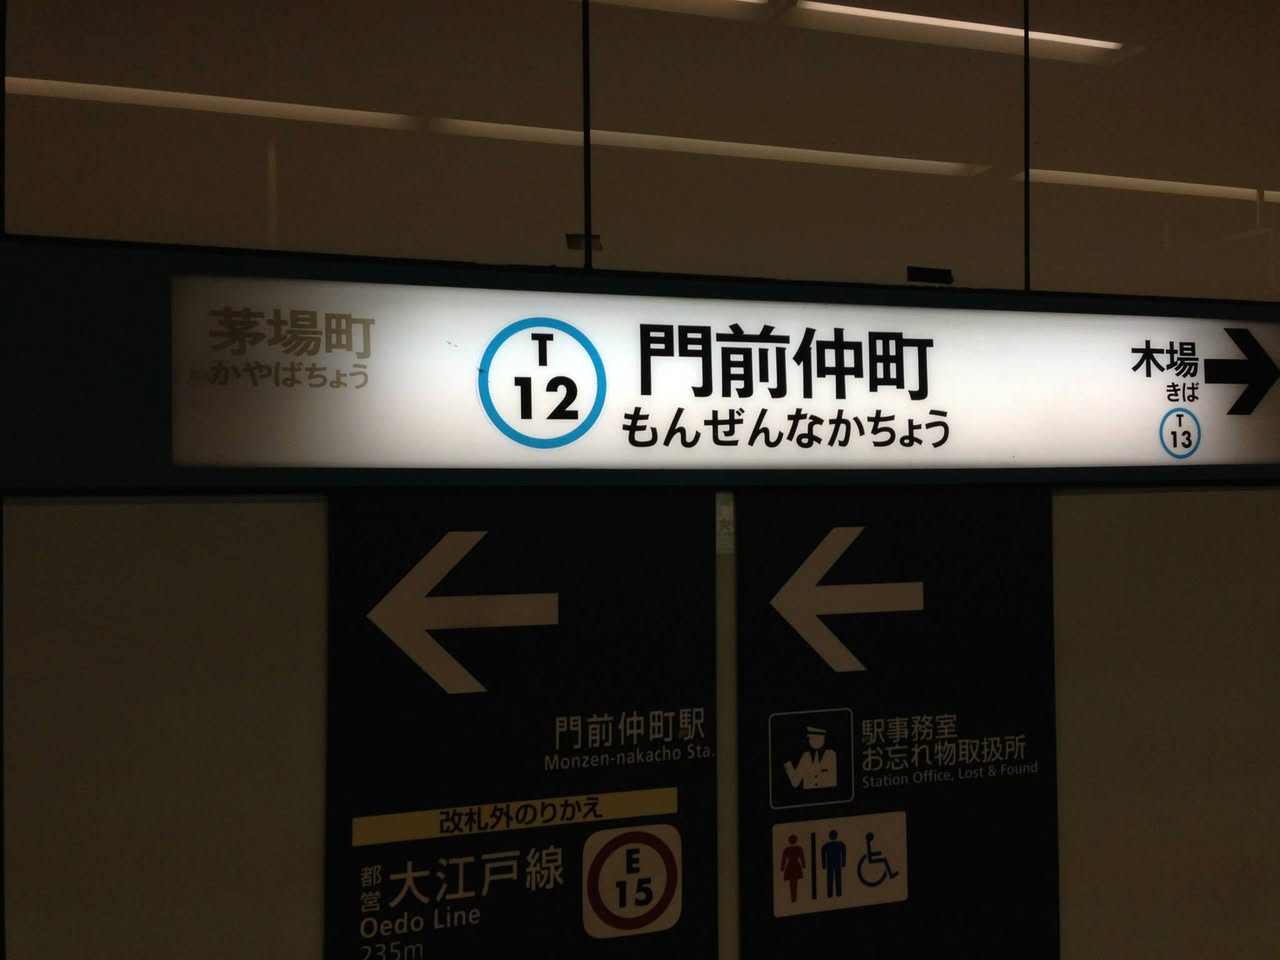 茅場町
かやばちょう
T
12
門前仲町
もんぜんなかちょう
木場
きば
T
13
門前仲町駅
Monzen-nakacho Sta.
改札外のりかえ
都営
大江戸線
Oedo Line
235m
E
15
駅事務室
お忘れ物取扱所
Station Office, Lost & Found